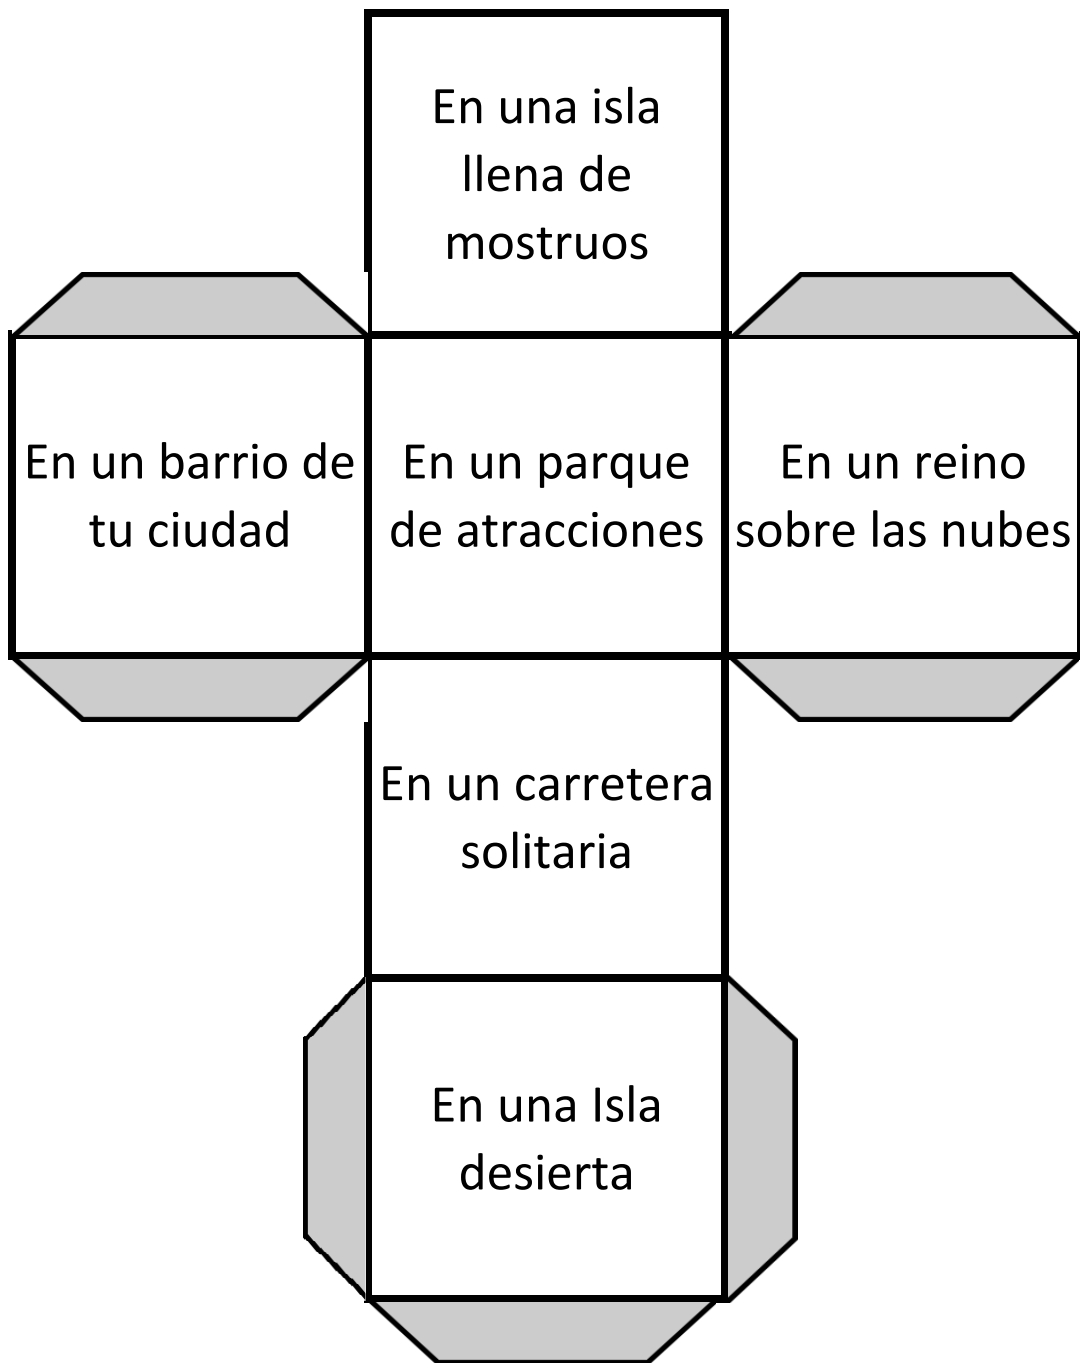 En una isla
llena de
mostruos
En un barrio de
tu ciudad
En un parque
de atracciones
En un reino
sobre las nubes
En un carretera
solitaria
En una Isla
desierta